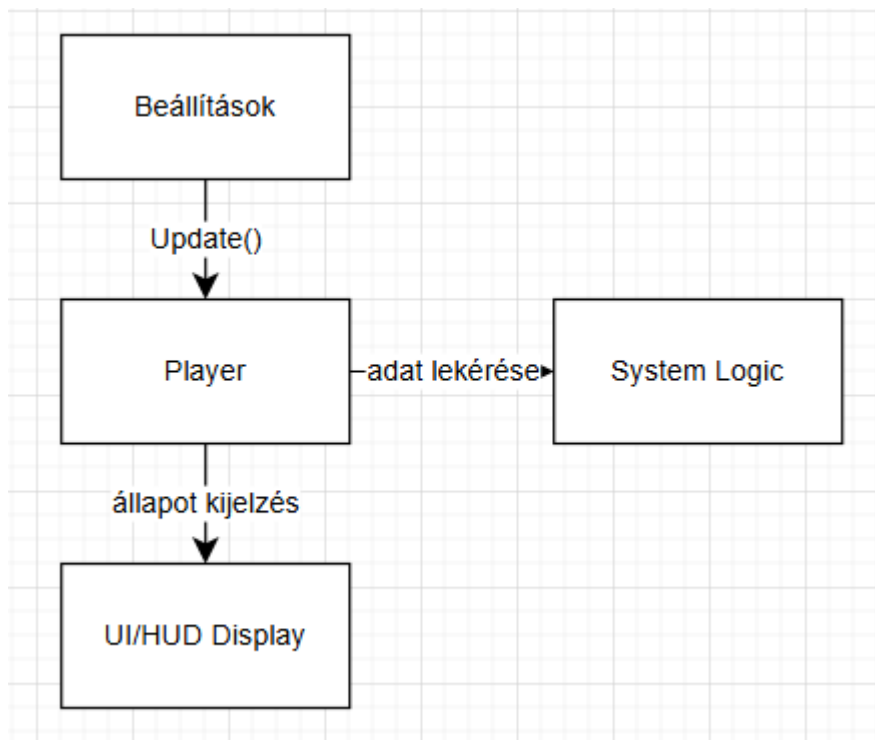 Beállítások
Update()
Player
adat lekérése
System Logic
állapot kijelzés
UI/HUD Display